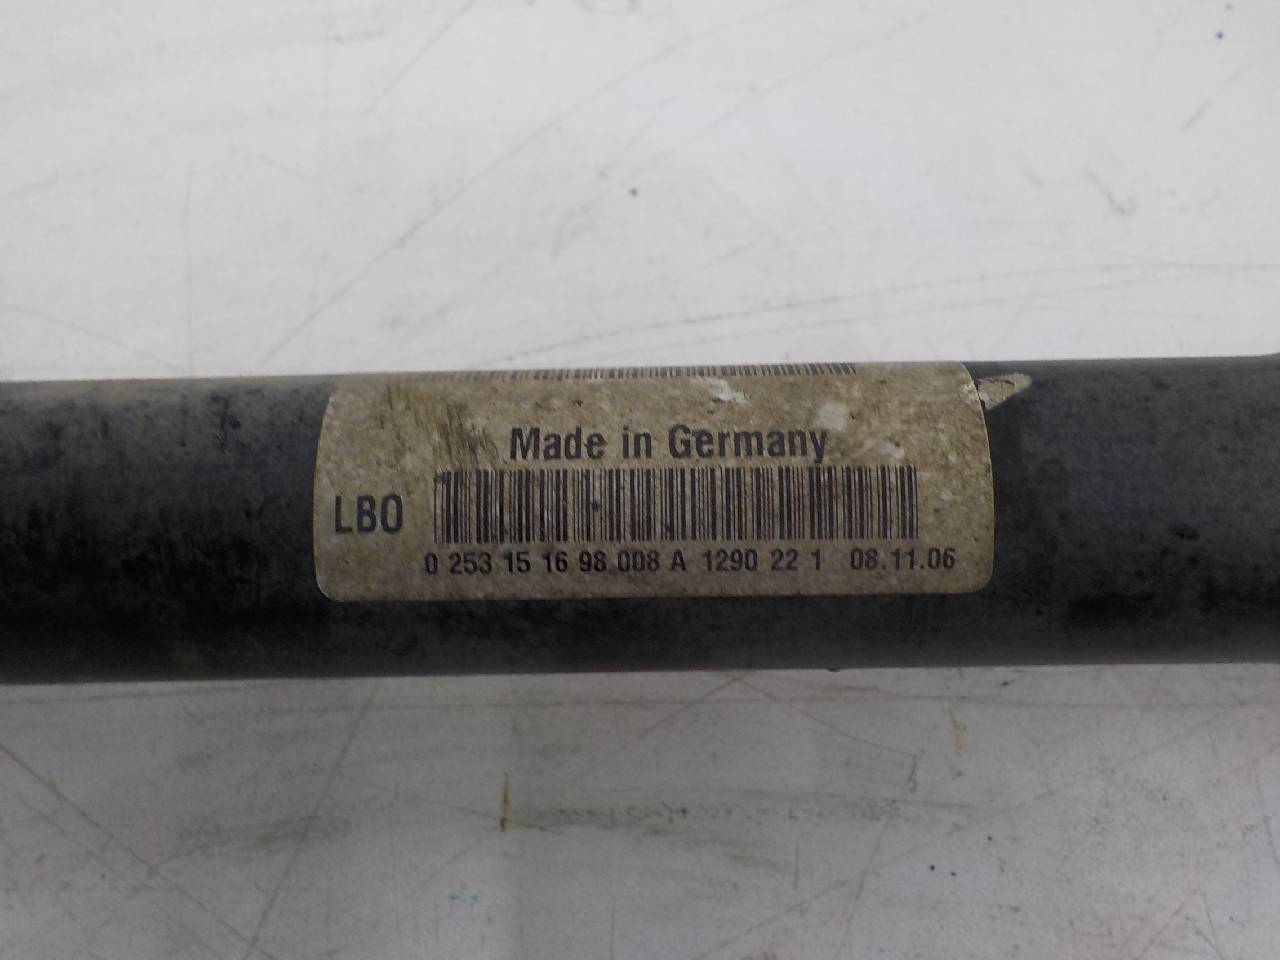 Made in Germany
LBO
0 253 15 16 98.008 A 1290 22 1 08.11.06